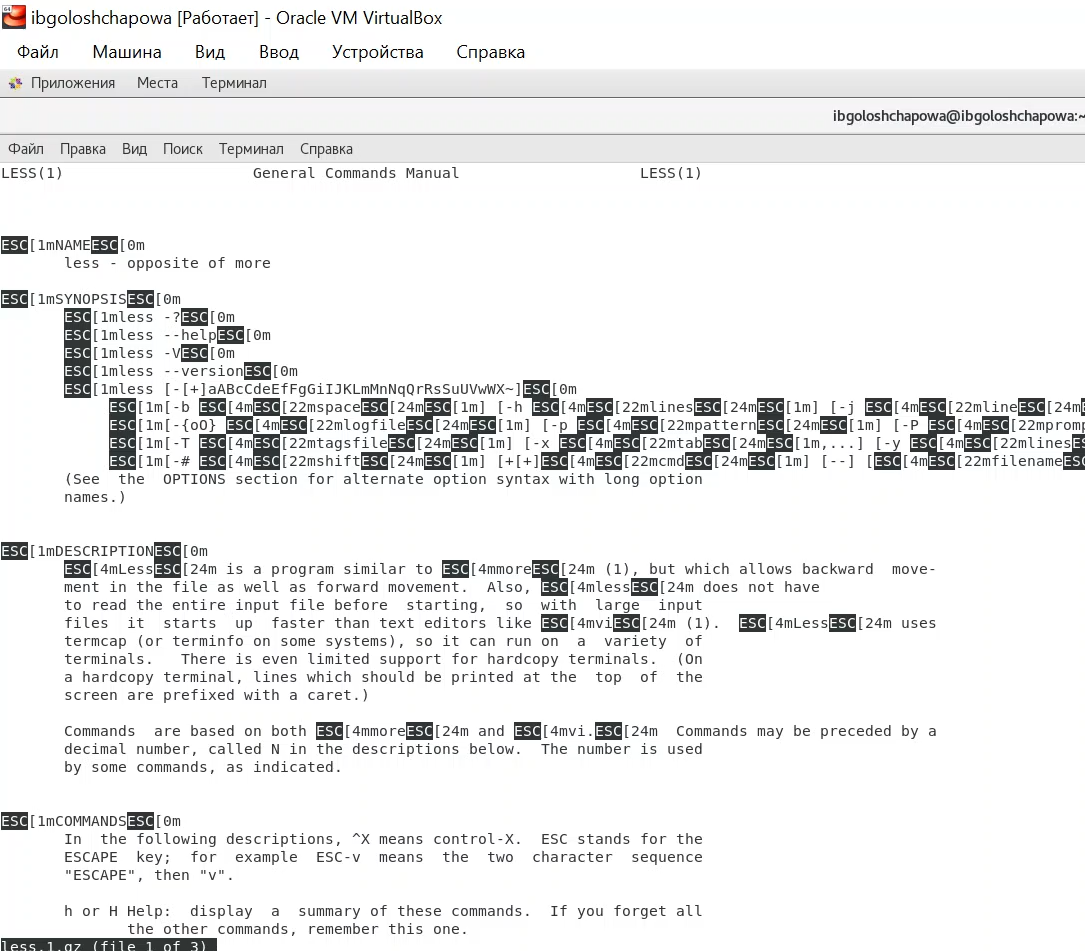 64
ibgoloshchapowa [Работает] - Oracle VM VirtualBox
Файл Машина Вид Ввод Устройства Справка
Приложения Места Терминал
ibgoloshchapowa@ibgoloshchapowa:~
Файл Правка Вид Поиск Терминал Справка
LESS(1) General Commands Manual LESS(1)
ESC[1mNAMEESC[0m
less - opposite of more
ESC[1mSYNOPSISESC[0m
ESC[1mless -?ESC[0m
ESC[1mless --helpESC[0m
ESC[1mless -VESC[0m
ESC[1mless --versionESC[0m
ESC[1mless [-[+]aABcCdeEfFgGiIJKLmMnNqQrRsSuUVwWX~]ESC[0m
ESC[1m[-b ESC[4mESC[22mspaceESC[24mESC[1m] [-h ESC[4mESC[22mlinesESC[24mESC[1m] [-j ESC[4mESC[22mlineESC[24mE
ESC[1m[-{oO} ESC[4mESC[22mlogfileESC[24mESC[1m] [-p ESC[4mESC[22mpatternESC[24mESC[1m] [-P ESC[4mESC[22mpromp
ESC[1m[-T ESC[4mESC[22mtagsfileESC[24mESC[1m] [-x ESC[4mESC[22mtabESC[24mESC[1m,...] [-y ESC[4mESC[22mlinesES
ESC[1m[-# ESC[4mESC[22mshiftESC[24mESC[1m] [+[+]ESC[4mESC[22mcmdESC[24mESC[1m] [--] [ESC[4mESC[22mfilenameESC
(See the OPTIONS section for alternate option syntax with long option
names.)
ESC[1mDESCRIPTIONESC[0m
ESC[4mLessESC[24m is a program similar to ESC[4mmoreESC[24m (1), but which allows backward move-
ment in the file as well as forward movement. Also, ESC[4mlessESC[24m does not have
to read the entire input file before starting, so with large input
files it starts up faster than text editors like ESC[4mviESC[24m (1). ESC[4mLessESC[24m uses
termcap (or terminfo on some systems), so it can run on a variety of
terminals. There is even limited support for hardcopy terminals. (On
a hardcopy terminal, lines which should be printed at the top of the
screen are prefixed with a caret.)
Commands are based on both ESC[4mmoreESC[24m and ESC[4mvi.ESC[24m Commands may be preceded by a
decimal number, called N in the descriptions below. The number is used
by some commands, as indicated.
ESC[1mCOMMANDSESC[0m
In the following descriptions, ^X means control-X. ESC stands for the
ESCAPE key; for example ESC-v means the two character sequence
"ESCAPE", then "v".
h or H Help: display a summary of these commands. If you forget all
the other commands, remember this one.
less.1.gz (file 1 of 3)